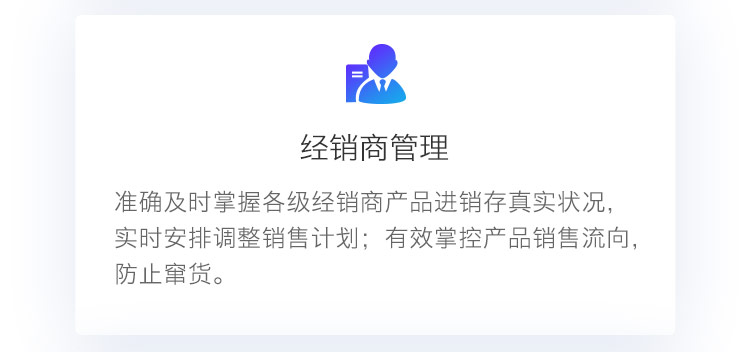 经销商管理
准确及时掌握各级经销商产品进销存真实状况，
实时安排调整销售计划；有效掌控产品销售流向，
防止窜货。